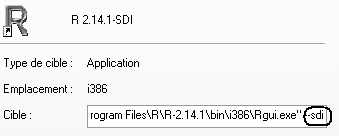 R
R 2.14.1-SDI
Type de cible : Application
Emplacement : i386
Cible : rogram Files\R\R-2.14.1\bin\i386\Rgui.exe" --sdi